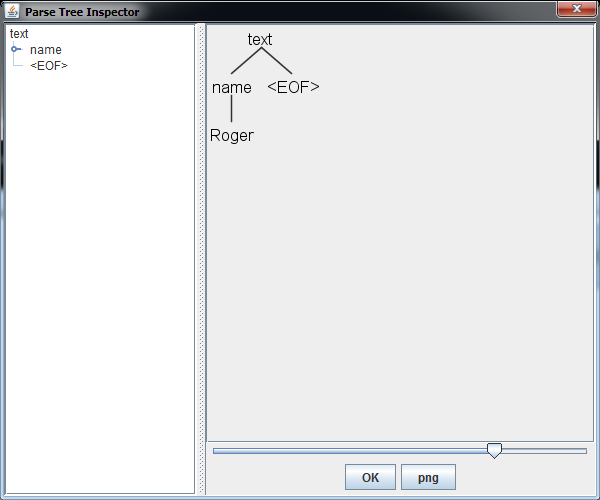 Parse Tree Inspector
text
name
<EOF>
text
name <EOF>
Roger
OK png